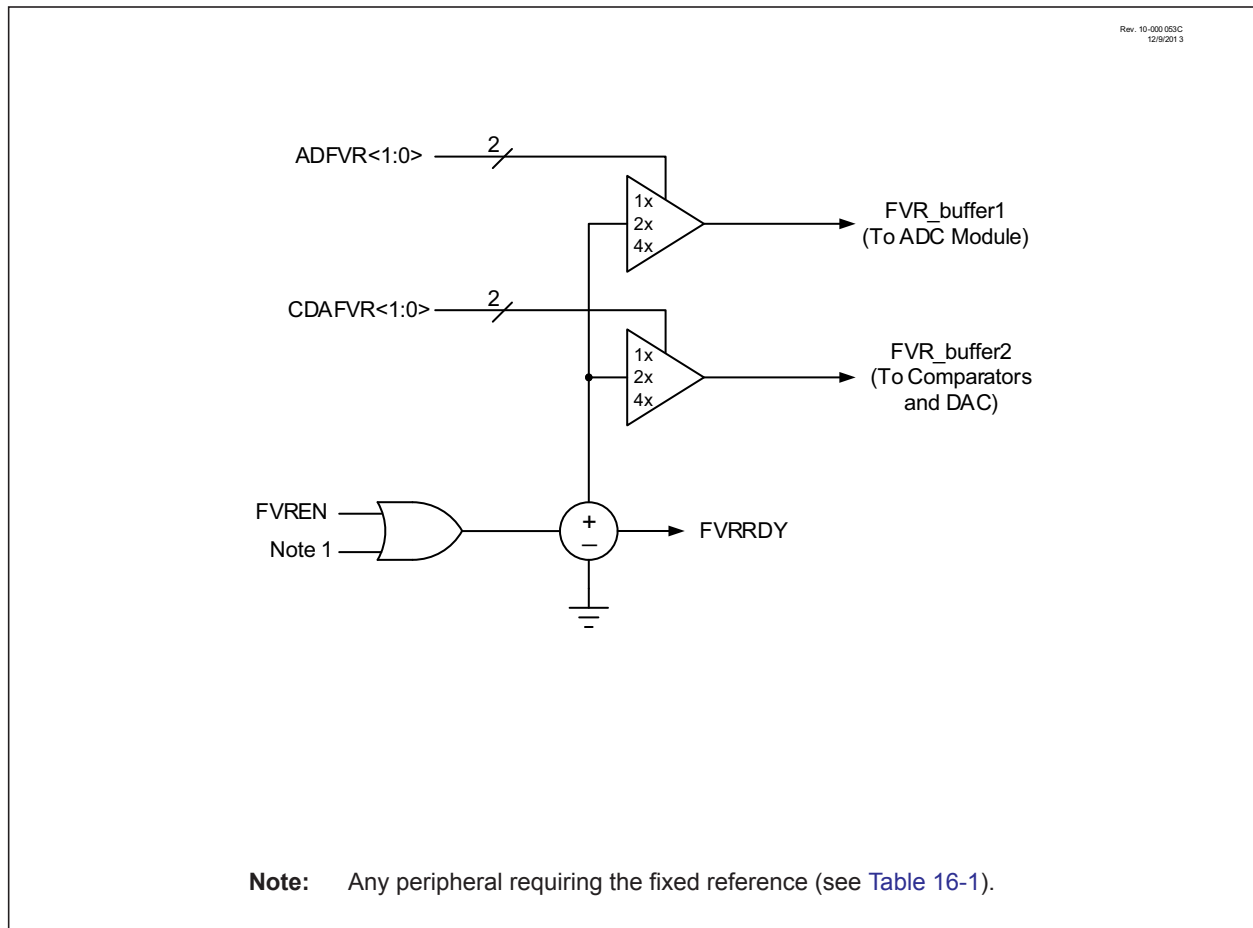 Rev. 10-000 053C
12/9/201 3
ADFVR<1:0>
2
1x
2x
4x
FVR_buffer1
(To ADC Module)
CDAFVR<1:0>
2
1x
2x
4x
FVR_buffer2
(To Comparators
and DAC)
FVREN
Note 1
+
–
FVRRDY
Note: Any peripheral requiring the fixed reference (see Table 16-1).